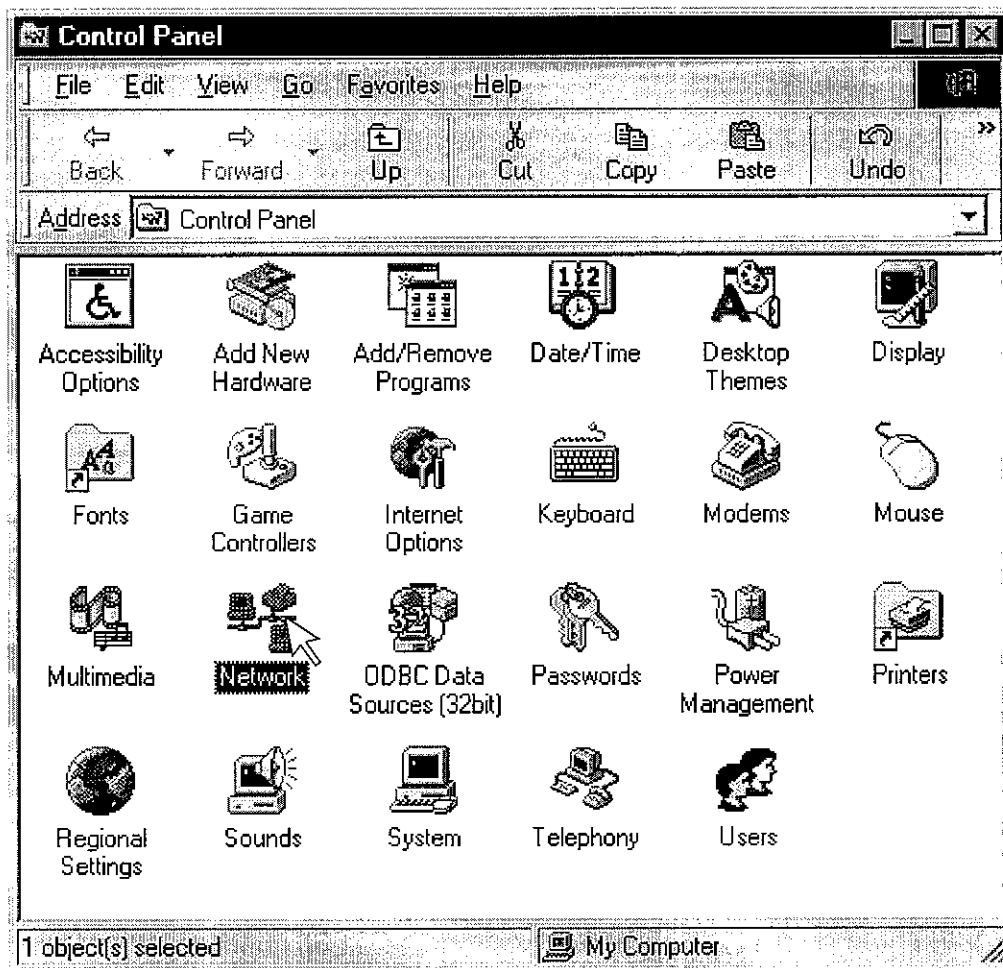 Control Panel
File Edit View Go Favorites Help
Back Forward Up Cut Copy Paste Undo »
Address Control Panel
Accessibility Options
Add New Hardware
Add/Remove Programs
Date/Time
Desktop Themes
Display
Fonts
Game Controllers
Internet Options
Keyboard
Modems
Mouse
Multimedia
Network
ODBC Data Sources (32bit)
Passwords
Power Management
Printers
Regional Settings
Sounds
System
Telephony
Users
1 object(s) selected My Computer